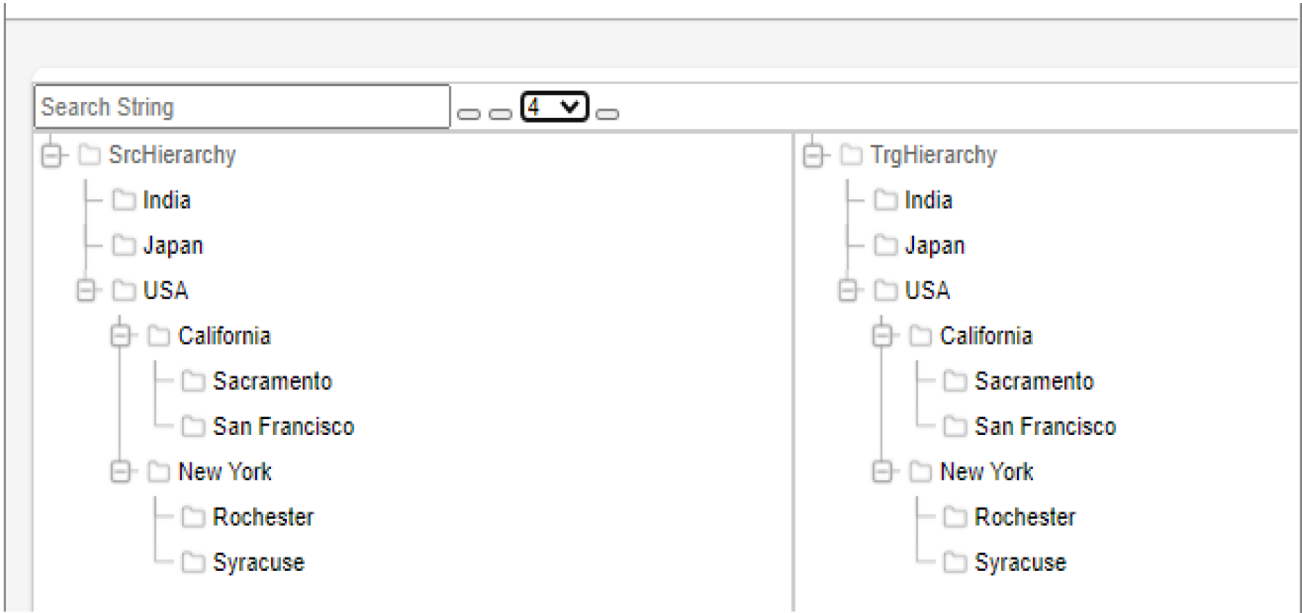 Search String 4
SrcHierarchy
India
Japan
USA
California
Sacramento
San Francisco
New York
Rochester
Syracuse
TrgHierarchy
India
Japan
USA
California
Sacramento
San Francisco
New York
Rochester
Syracuse